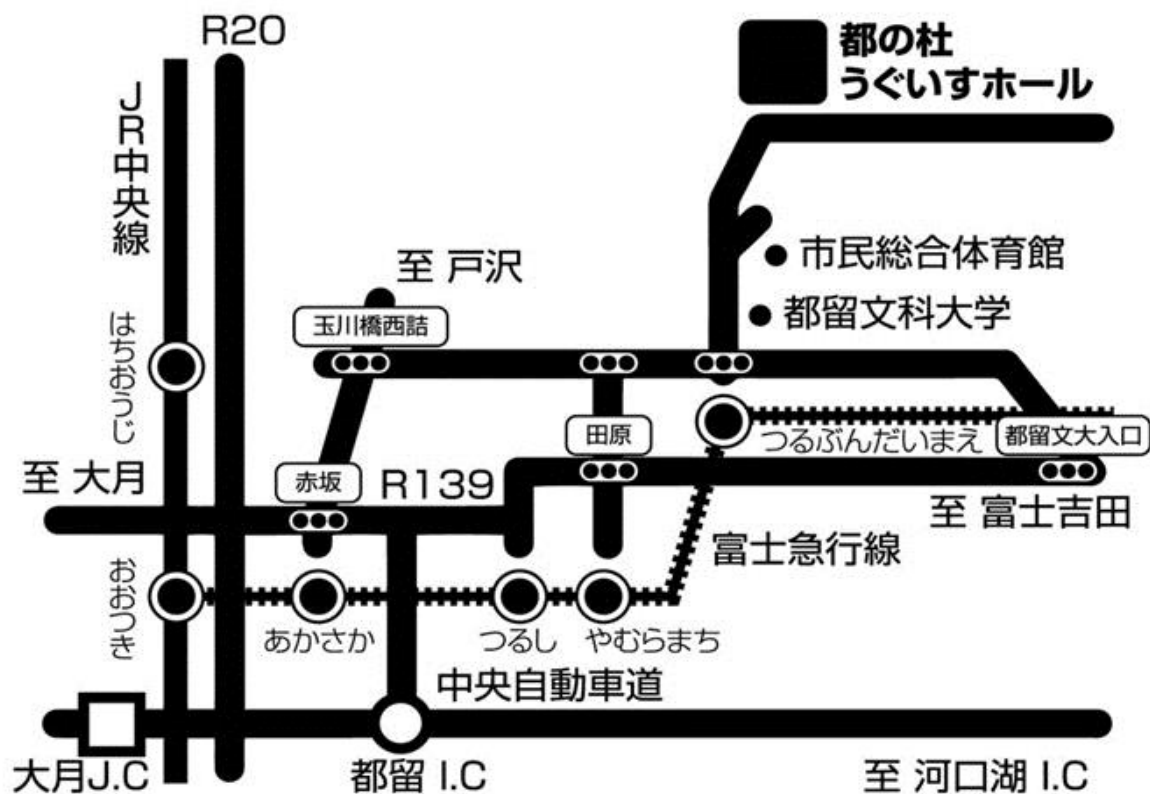 R20
都の杜
うぐいすホール
JR中央線
市民総合体育館
至 戸沢
都留文科大学
玉川橋西詰
はちおうじ
田原
つるぶんだいまえ
都留文大入口
至 大月
赤坂
R139
至 富士吉田
富士急行線
おおつき
あかさか
つるし
やむらまち
中央自動車道
大月J.C
都留 I.C
至 河口湖 I.C